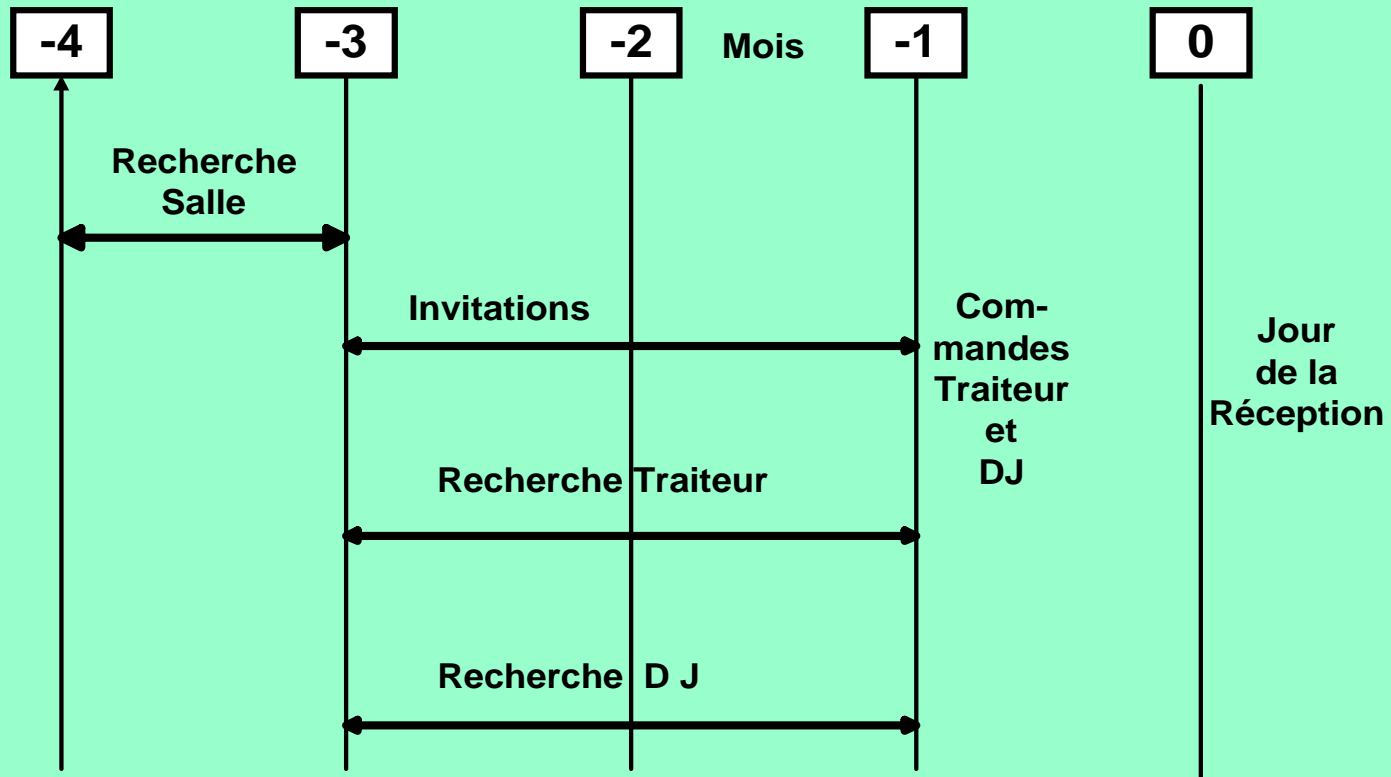 -4
-3
-2
Mois
-1
0
Recherche
Salle
Invitations
Com-
mandes
Traiteur
et
DJ
Jour
de la
Réception
Recherche Traiteur
Recherche D J